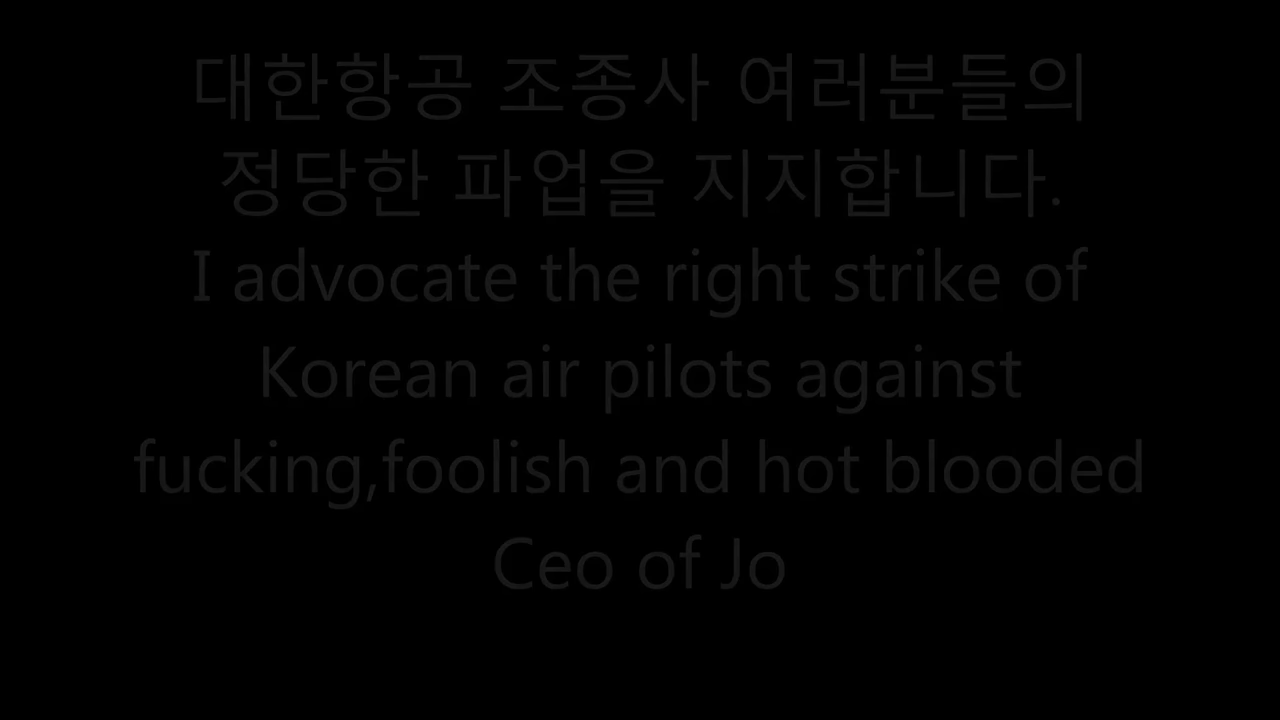 대한항공 조종사 여러분들의
정당한 파업을 지지합니다.
I advocate the right strike of
Korean air pilots against
fucking,foolish and hot blooded
Ceo of Jo